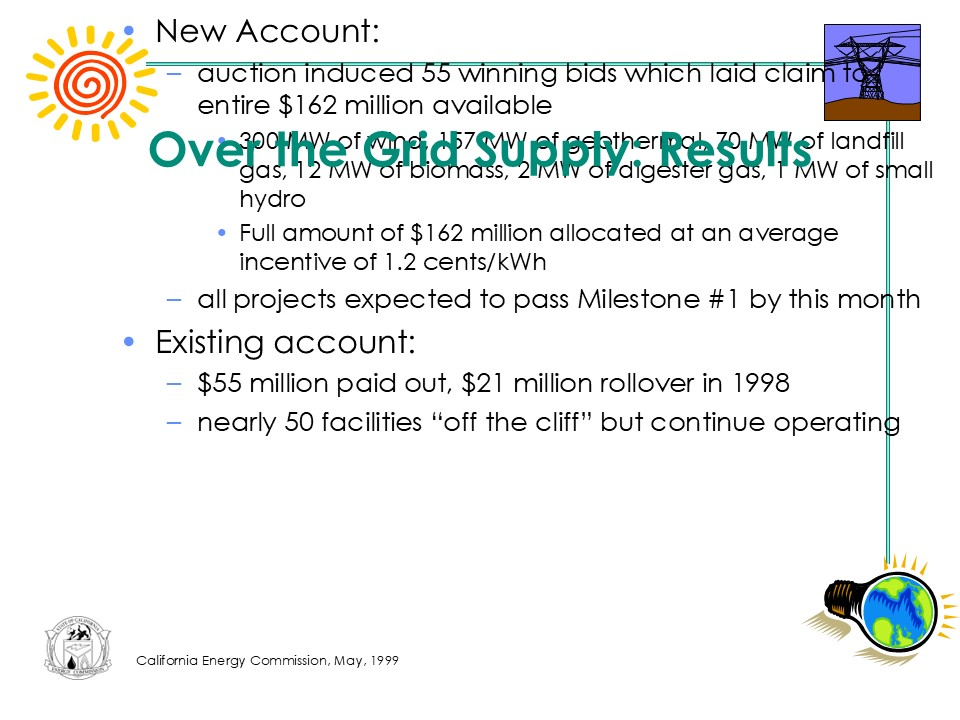 • New Account:
– auction induced 55 winning bids which laid claim to
entire $162 million available
Over the Grid Supply: Results
• 300 MW of wind, 157 MW of geothermal, 70 MW of landfill
gas, 12 MW of biomass, 2 MW of digester gas, 1 MW of small
hydro
• Full amount of $162 million allocated at an average
incentive of 1.2 cents/kWh
– all projects expected to pass Milestone #1 by this month
• Existing account:
– $55 million paid out, $21 million rollover in 1998
– nearly 50 facilities “off the cliff” but continue operating
STATE OF CALIFORNIA
ENERGY COMMISSION
California Energy Commission, May, 1999